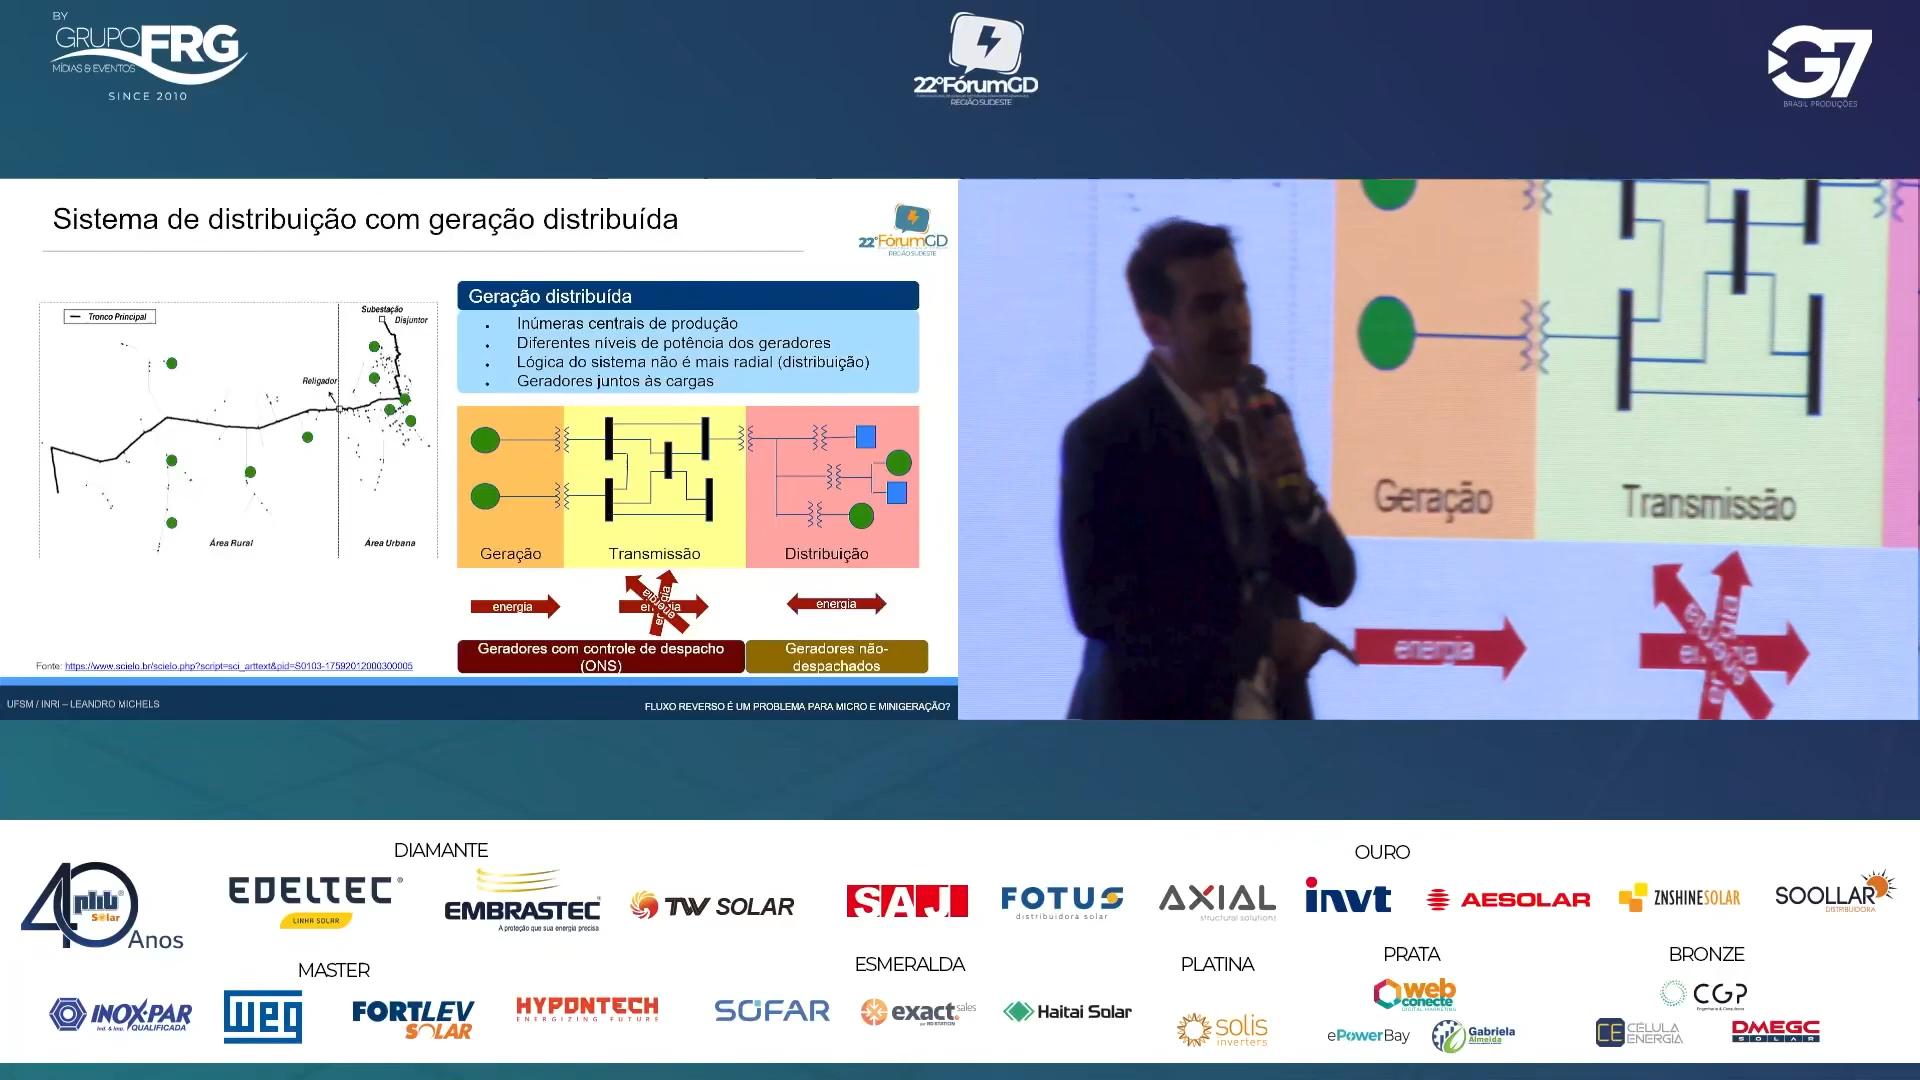 BY
GRUPO FRG
MÍDIAS & EVENTOS
SINCE 2010
22ºFórumGD
REGIÃO SUDESTE
G7
BRASIL PRODUÇÕES
Sistema de distribuição com geração distribuída
22ºFórumGD
REGIÃO SUDESTE
Tronco Principal
Subestação
Disjuntor
Religador
Área Rural
Área Urbana
Geração distribuída
• Inúmeras centrais de produção
• Diferentes níveis de potência dos geradores
• Lógica do sistema não é mais radial (distribuição)
• Geradores juntos às cargas
Geração
Transmissão
Distribuição
energia
energia
energia
energia
energia
Geradores com controle de despacho
(ONS)
Geradores não-
despachados
Fonte: https://www.scielo.br/scielo.php?script=sci_arttext&pid=S0103-17592012000300005
UFSM / INRI – LEANDRO MICHELS
FLUXO REVERSO É UM PROBLEMA PARA MICRO E MINIGERAÇÃO?
Geração
Transmissão
energia
DIAMANTE
OURO
40 phb Solar Anos
EDELTEC
LINHA SOLAR
EMBRASTEC
A proteção que sua energia precisa
TW SOLAR
SAJ
FOTUS
distribuidora solar
AXIAL
structural solutions
invt
AESOLAR
ZNSHINESOLAR
SOOLLAR
DISTRIBUIDORA
MASTER
ESMERALDA
PLATINA
PRATA
BRONZE
INOX-PAR
Ind. & Imp. QUALIFICADA
WEG
FORTLEV
SOLAR
HYPONTECH
ENERGIZING FUTURE
SOFAR
exact sales
Haitai Solar
solis
inverters
web
conecte
DIGITAL MARKETING
ePowerBay
Gabriela
Almeida
CGP
CE CÉLULA
ENERGIA
DMEGC
SOLAR